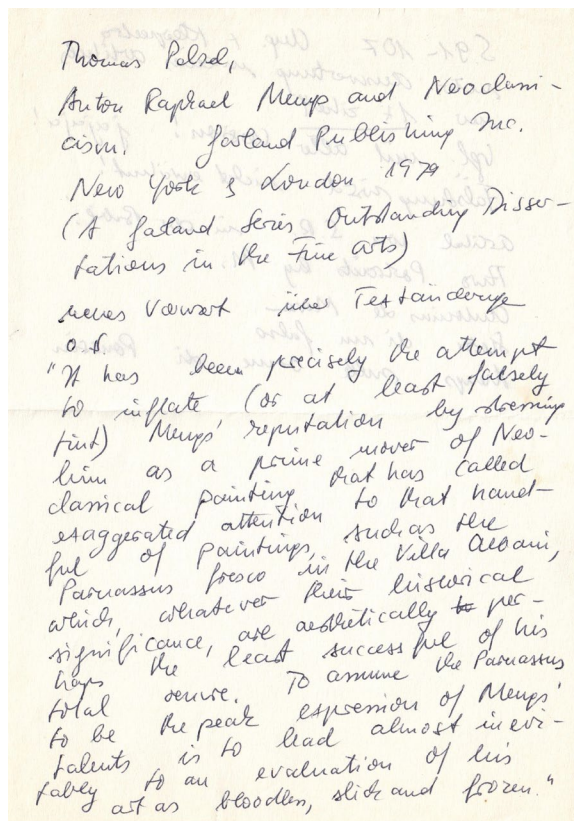 Thomas Pelzel,
Anton Raphael Mengs and Neoclassi-
cism. Garland Publishing Inc.
New York & London 1979
(A Garland Series Outstanding Disser-
tations in the Fine Arts)
neues Vorwort über Textänderungen
"It has been precisely the attempt
to inflate (or at least falsely
tint) Mengs' reputation by stressing
him as a prime mover of Neo-
classical painting that has called
exaggerated attention to that hand-
ful of paintings, such as the
Parnassus fresco in the Villa Albani,
which, whatever their historical
significance, are aesthetically per-
haps the least successful of his
total oeuvre. To assume the Parnassus
to be the peak expression of Mengs'
talents is to lead almost inevi-
tably to an evaluation of his
art as bloodless, slick and frozen."